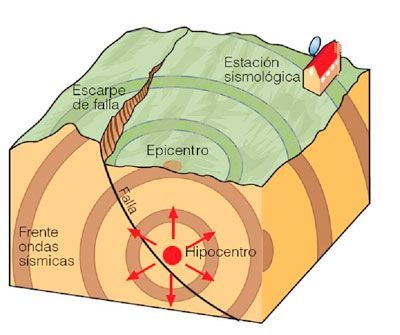 Estación
sismológica
Escarpe
de falla
Epicentro
Falla
Frente
ondas
sísmicas
Hipocentro